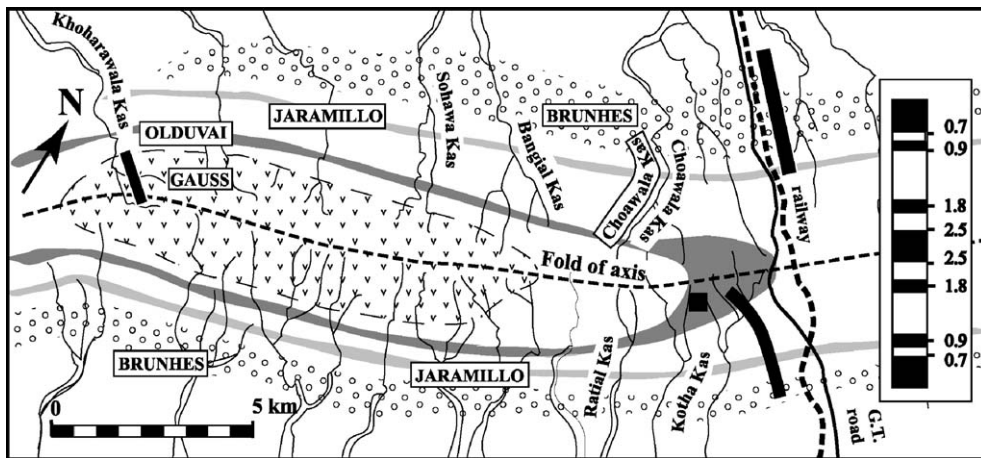 Khoharawala Kas
N
OLDUVAI
GAUSS
JARAMILLO
Sohawa Kas
Bangial Kas
BRUNHES
Choawala Kas
Choawala Kas
railway
Fold of axis
BRUNHES
JARAMILLO
Ratial Kas
Kotha Kas
G.T.
road
0
5 km
0.7
0.9
1.8
2.5
2.5
1.8
0.9
0.7